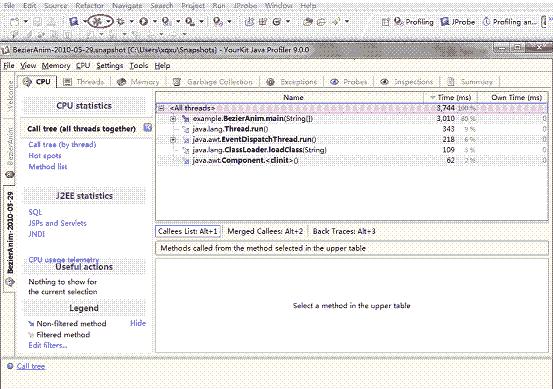 File Edit Source Refactor Navigate Search Project Run JProbe Window Help
Profiling JProbe Profiling an...
BezierAnim-2010-05-29.snapshot [C:\Users\xqxu\Snapshots] - YourKit Java Profiler 9.0.0
File View Memory CPU Settings Tools Help
CPU Threads Memory Garbage Collection Exceptions Probes Inspections Summary
Welcome
BezierAnim
BezierAnim-2010-05-29
CPU statistics
Call tree (all threads together)
Call tree (by thread)
Hot spots
Method list
J2EE statistics
SQL
JSPs and Servlets
JNDI
CPU usage telemetry
Useful actions
Nothing to show for
the current selection
Legend
Non-filtered method Hide
Filtered method
Edit filters...
Name Time (ms) Own Time (ms)
<All threads> 3,744 100 %
example.BezierAnim.main(String[]) 3,010 80 % 0
java.lang.Thread.run() 343 9 % 0
java.awt.EventDispatchThread.run() 218 6 % 0
java.lang.ClassLoader.loadClass(String) 109 3 % 0
java.awt.Component.<clinit>() 62 2 % 0
Callees List: Alt+1 Merged Callees: Alt+2 Back Traces: Alt+3
Methods called from the method selected in the upper table
Select a method in the upper table
Call tree